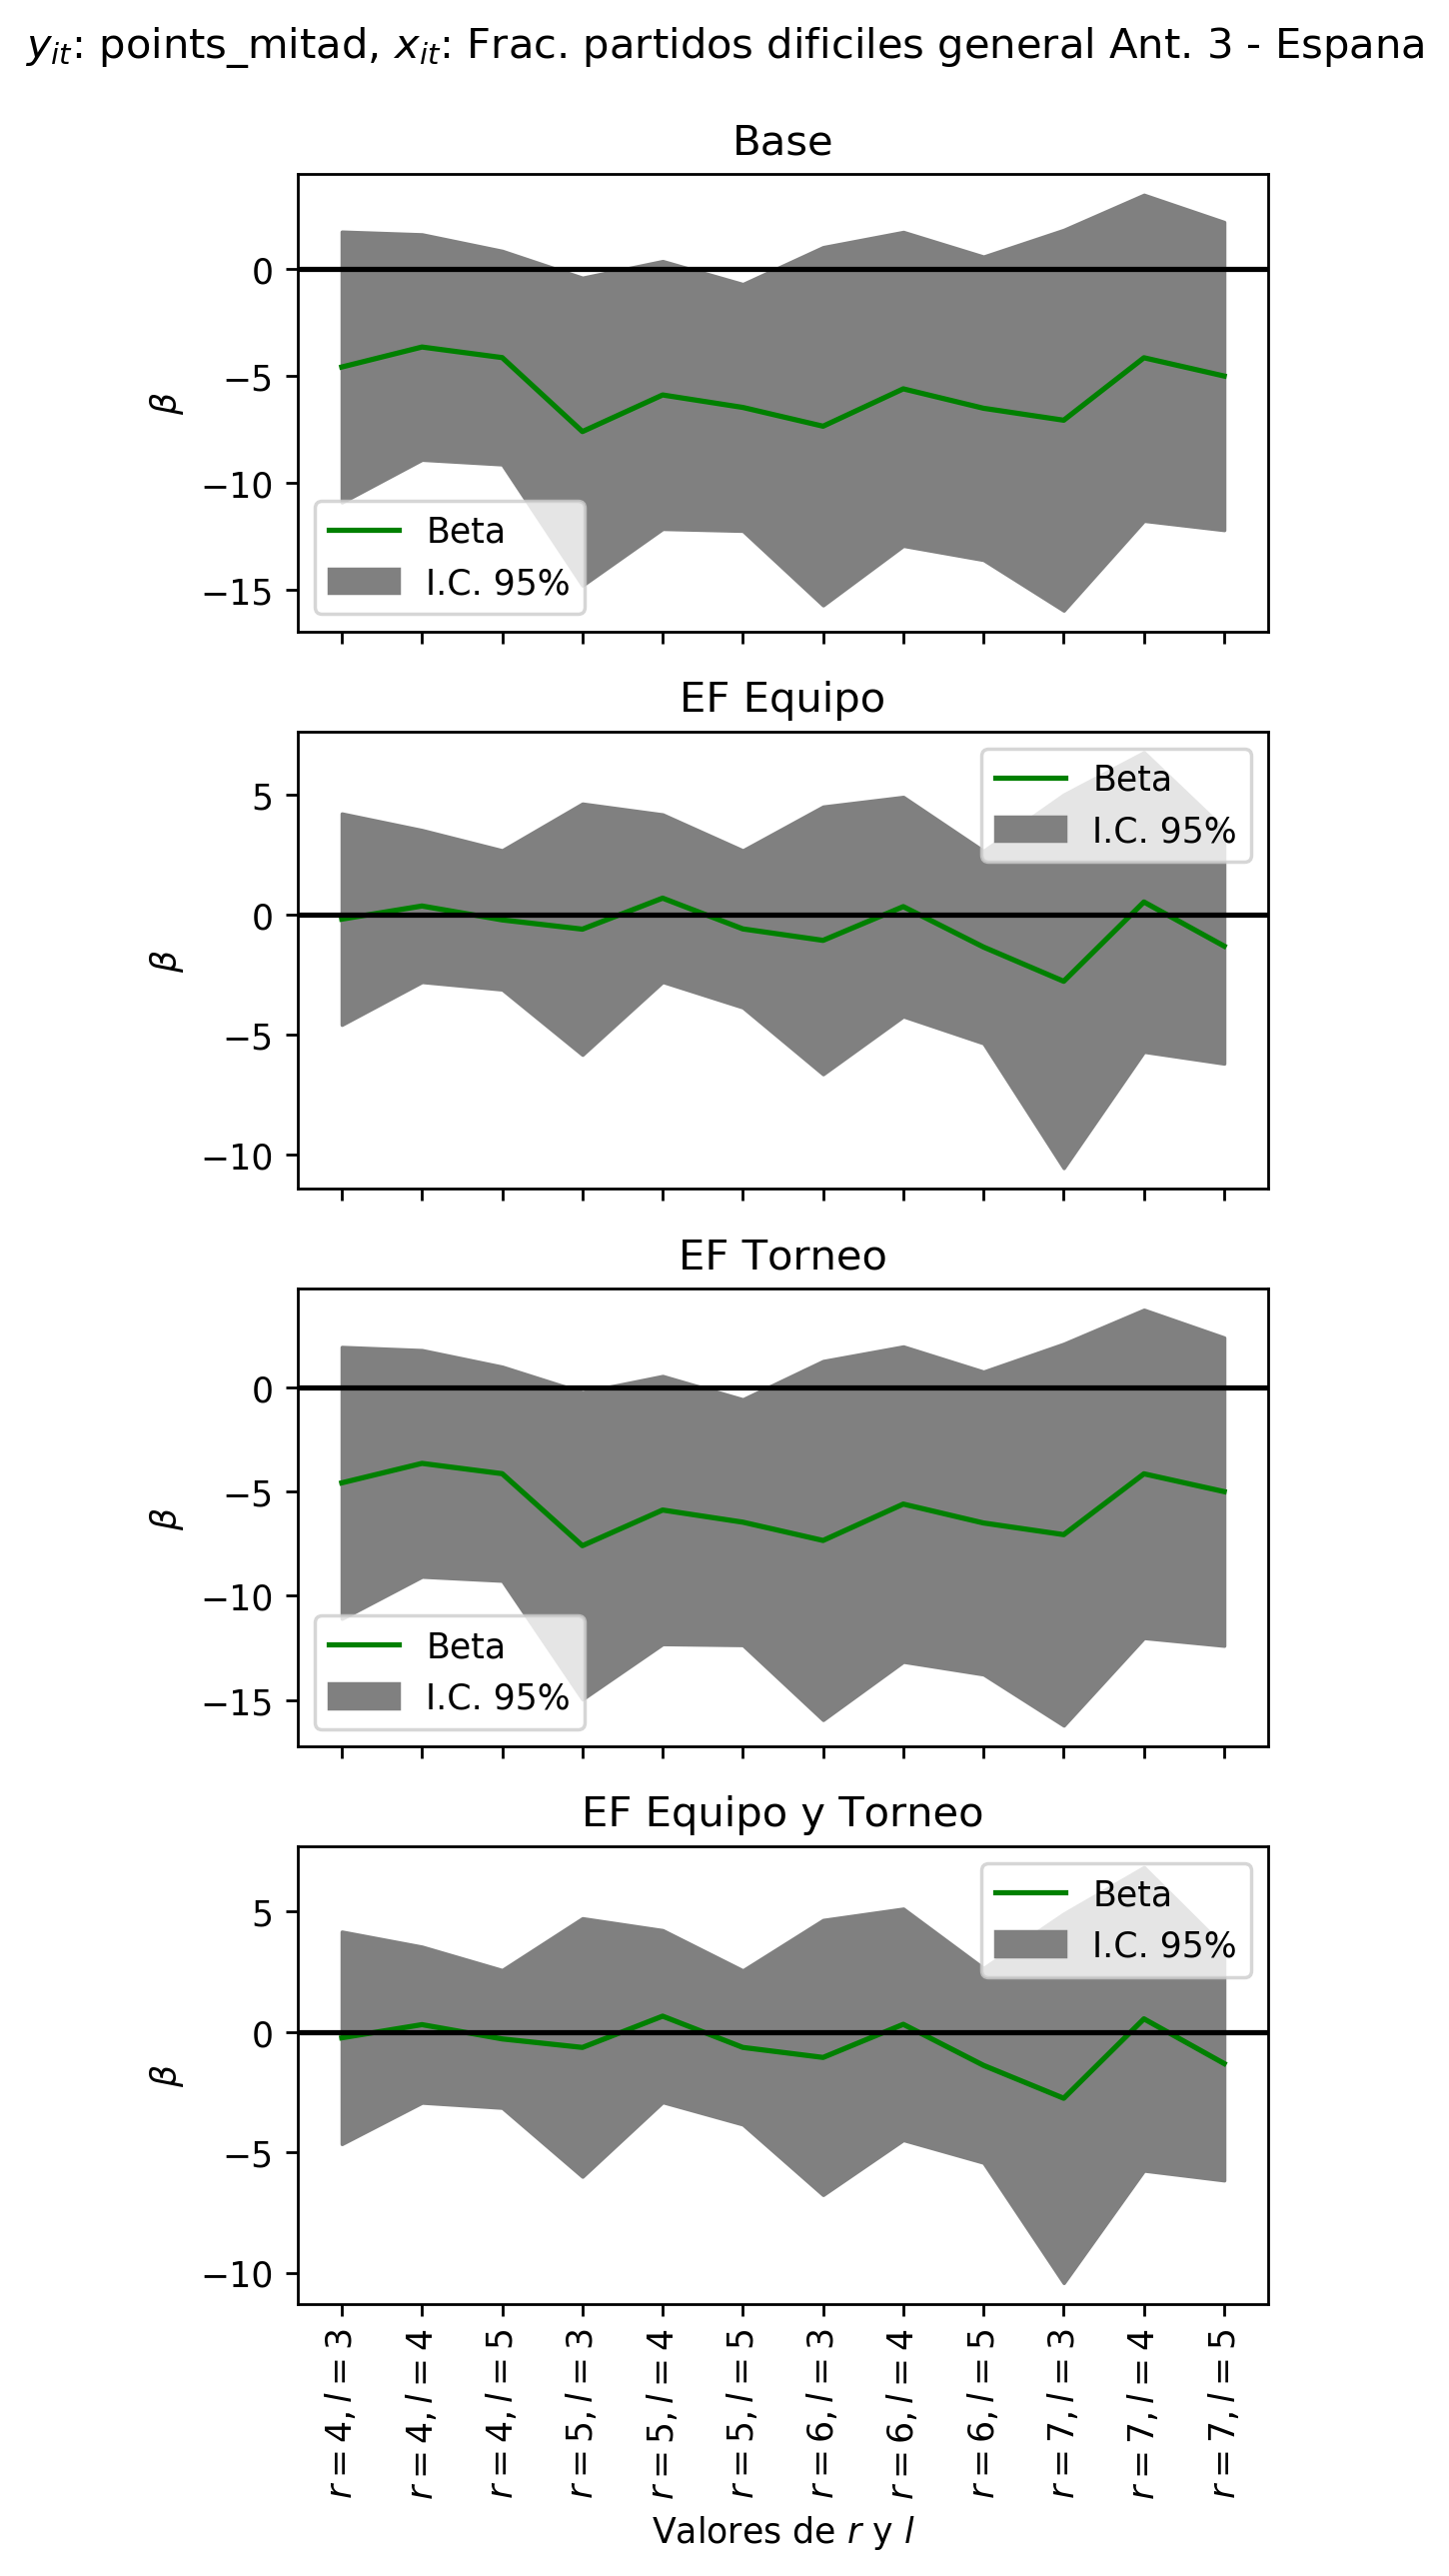 y_it: points_mitad, x_it: Frac. partidos dificiles general Ant. 3 - Espana
Base
0
−5
−10
−15
β
Beta
I.C. 95%
EF Equipo
5
0
−5
−10
β
Beta
I.C. 95%
EF Torneo
0
−5
−10
−15
β
Beta
I.C. 95%
EF Equipo y Torneo
5
0
−5
−10
β
Beta
I.C. 95%
r = 4, l = 3
r = 4, l = 4
r = 4, l = 5
r = 5, l = 3
r = 5, l = 4
r = 5, l = 5
r = 6, l = 3
r = 6, l = 4
r = 6, l = 5
r = 7, l = 3
r = 7, l = 4
r = 7, l = 5
Valores de r y l